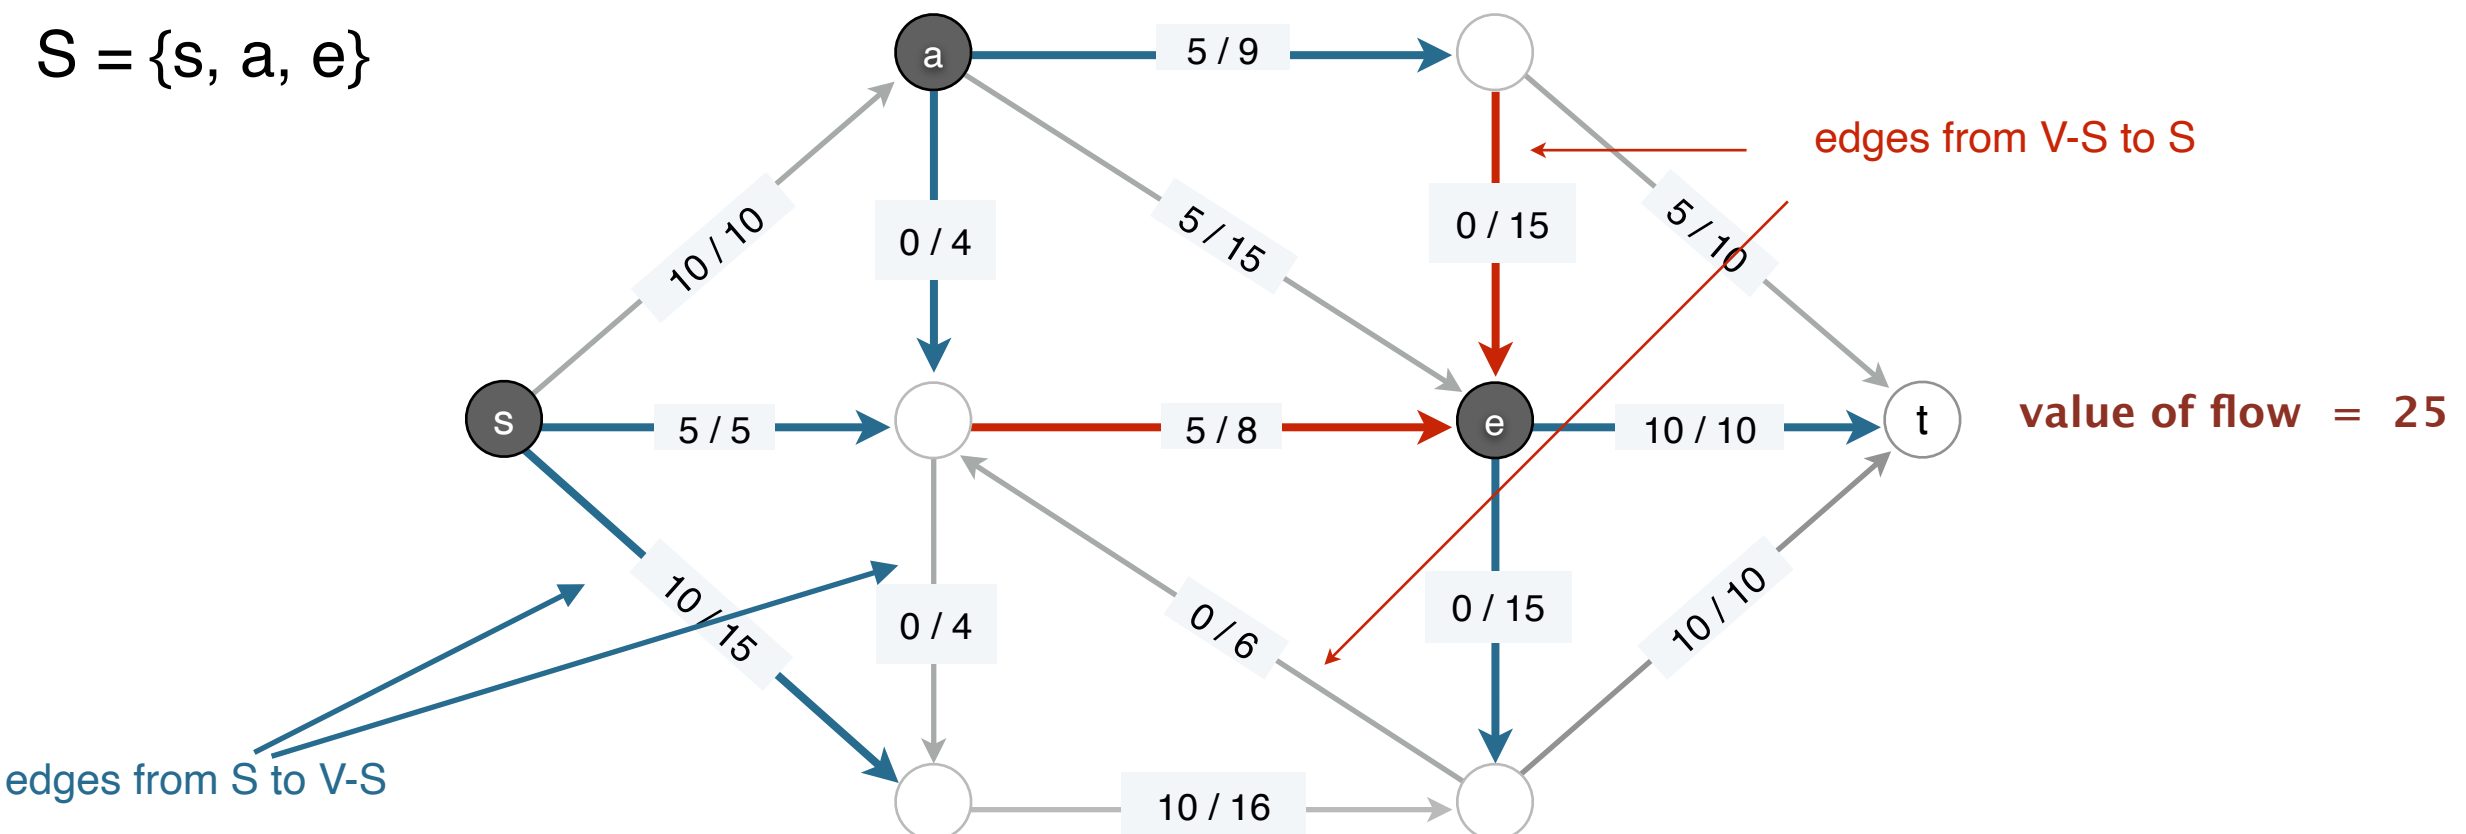 S = {s, a, e}
a
5 / 9
edges from V-S to S
10 / 10
0 / 4
5 / 15
0 / 15
5 / 10
s
5 / 5
5 / 8
e
10 / 10
t
value of flow = 25
10 / 15
0 / 4
0 / 6
0 / 15
10 / 10
edges from S to V-S
10 / 16